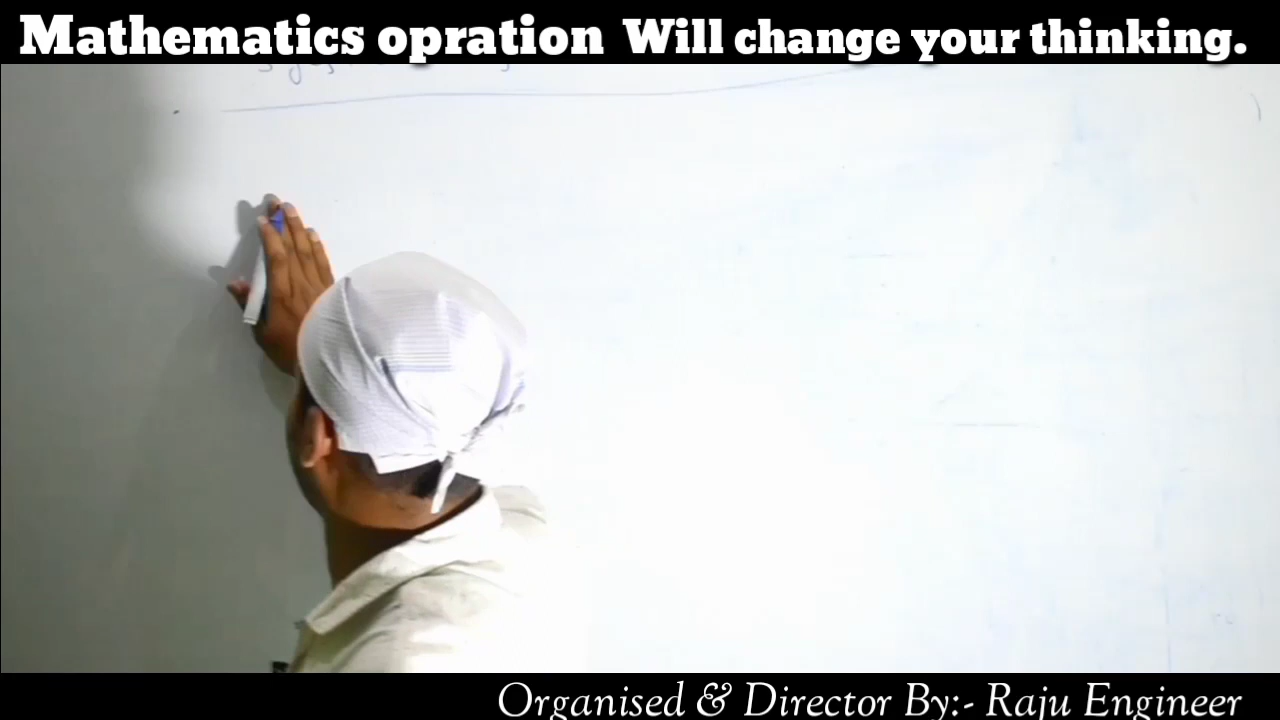 Mathematics opration Will change your thinking.
Organised & Director By:- Raju Engineer